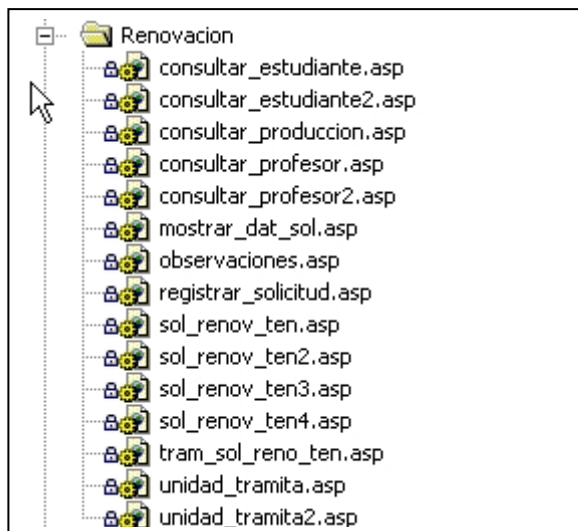 Renovacion
consultar_estudiante.asp
consultar_estudiante2.asp
consultar_produccion.asp
consultar_profesor.asp
consultar_profesor2.asp
mostrar_dat_sol.asp
observaciones.asp
registrar_solicitud.asp
sol_renov_ten.asp
sol_renov_ten2.asp
sol_renov_ten3.asp
sol_renov_ten4.asp
tram_sol_reno_ten.asp
unidad_tramita.asp
unidad_tramita2.asp